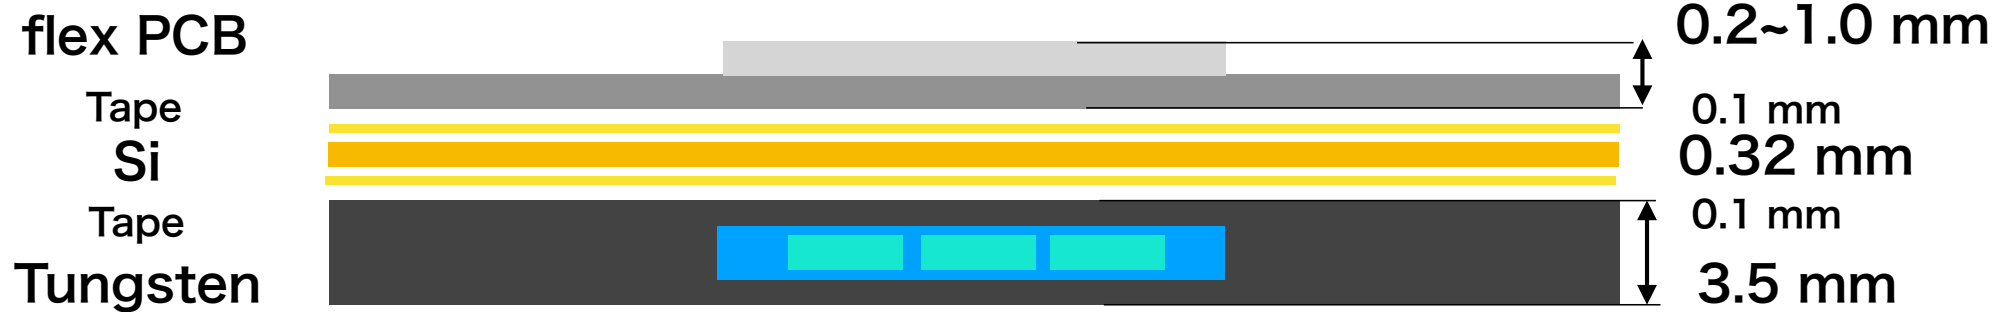 flex PCB 0.2~1.0 mm
Tape 0.1 mm
Si 0.32 mm
Tape 0.1 mm
Tungsten 3.5 mm